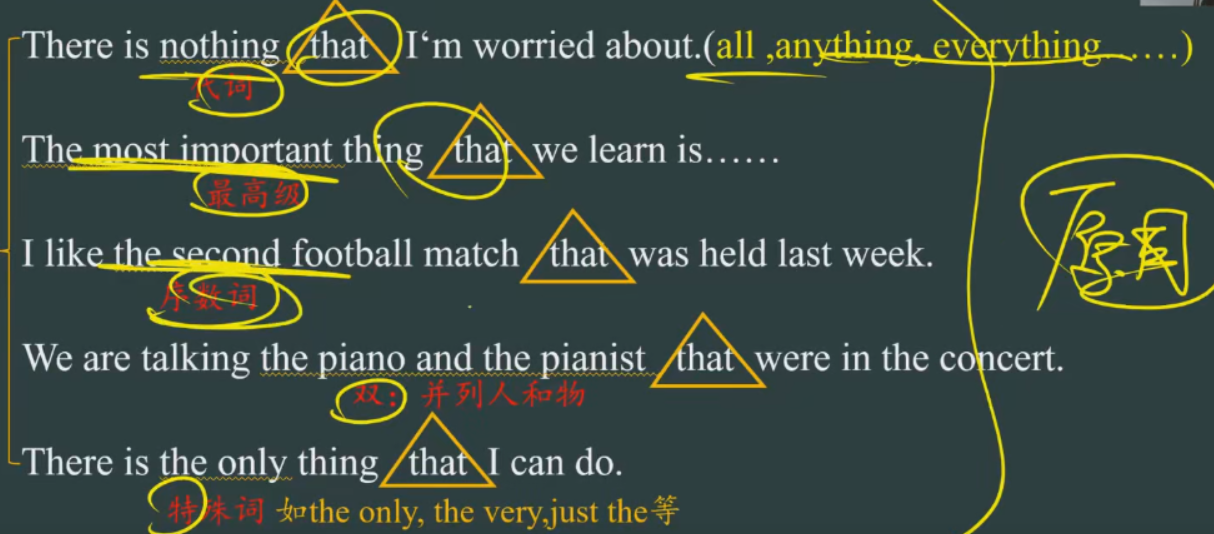 There is nothing that I'm worried about.(all ,anything, everything……)
代词
The most important thing that we learn is……
最高级
I like the second football match that was held last week.
序数词
We are talking the piano and the pianist that were in the concert.
双：并列人和物
There is the only thing that I can do.
特殊词 如the only, the very,just the等